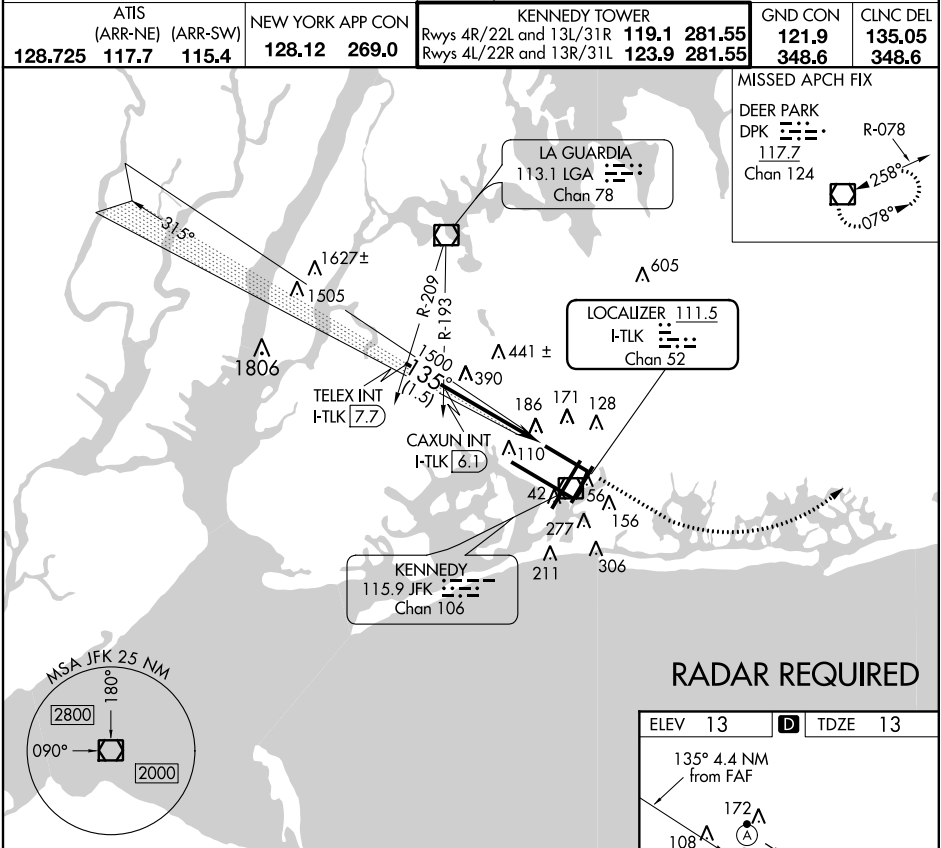 ATIS
(ARR-NE) (ARR-SW)
128.725 117.7 115.4
NEW YORK APP CON
128.12 269.0
KENNEDY TOWER
Rwys 4R/22L and 13L/31R 119.1 281.55
Rwys 4L/22R and 13R/31L 123.9 281.55
GND CON
121.9
348.6
CLNC DEL
135.05
348.6
MISSED APCH FIX
DEER PARK
DPK
117.7
Chan 124
R-078
258°
078°
LA GUARDIA
113.1 LGA
Chan 78
315°
1627±
1505
1806
R-209
R-193
605
LOCALIZER 111.5
I-TLK
Chan 52
1500
135°
(1.5)
441 ±
390
TELEX INT
I-TLK 7.7
CAXUN INT
I-TLK 6.1
186
171
128
110
42
56
156
277
211
306
KENNEDY
115.9 JFK
Chan 106
MSA JFK 25 NM
180°
2800
090°
2000
RADAR REQUIRED
ELEV 13
D
TDZE 13
135° 4.4 NM
from FAF
172
A
108